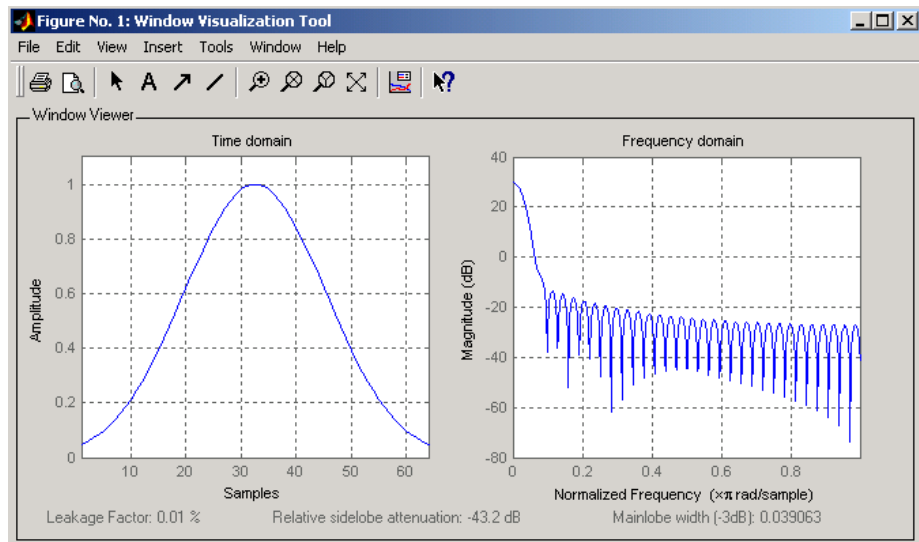 Figure No. 1: Window Visualization Tool
File Edit View Insert Tools Window Help
A
?
Window Viewer
Time domain
Frequency domain
1
0.8
0.6
0.4
0.2
0
Amplitude
10 20 30 40 50 60
Samples
40
20
0
-20
-40
-60
-80
Magnitude (dB)
0 0.2 0.4 0.6 0.8
Normalized Frequency (×π rad/sample)
Leakage Factor: 0.01 % Relative sidelobe attenuation: -43.2 dB Mainlobe width (-3dB): 0.039063